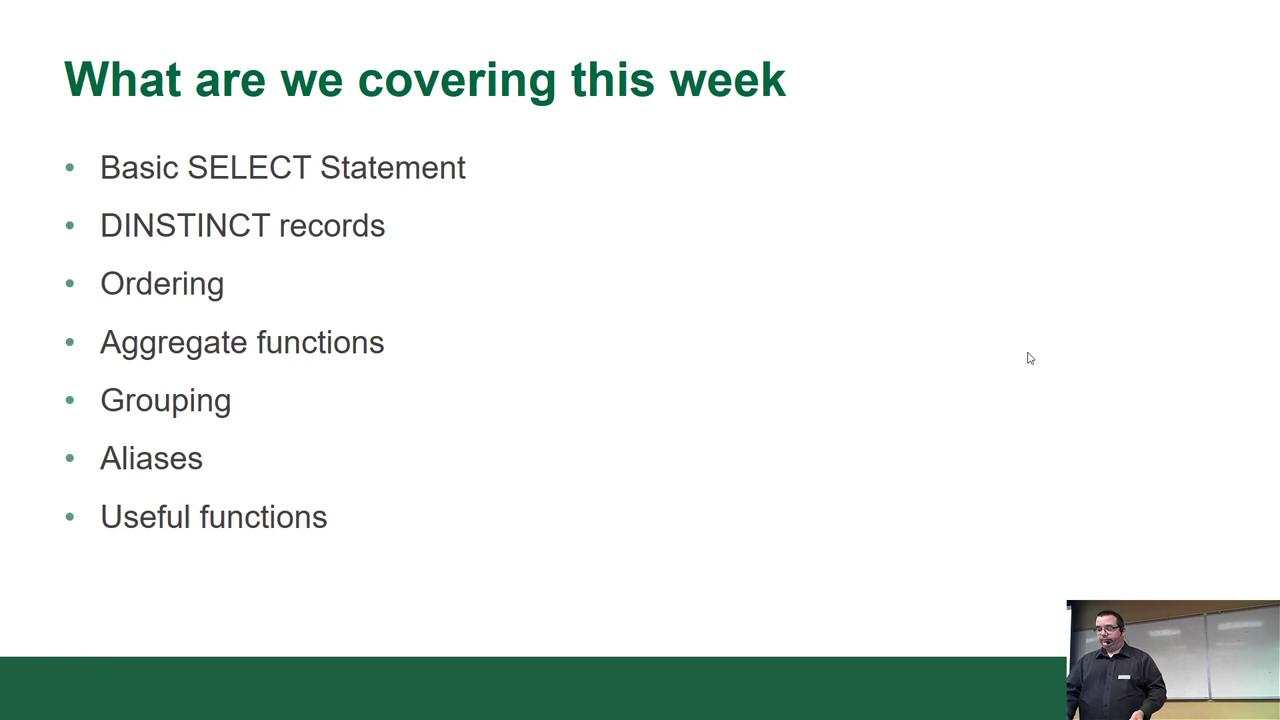 What are we covering this week
• Basic SELECT Statement
• DINSTINCT records
• Ordering
• Aggregate functions
• Grouping
• Aliases
• Useful functions